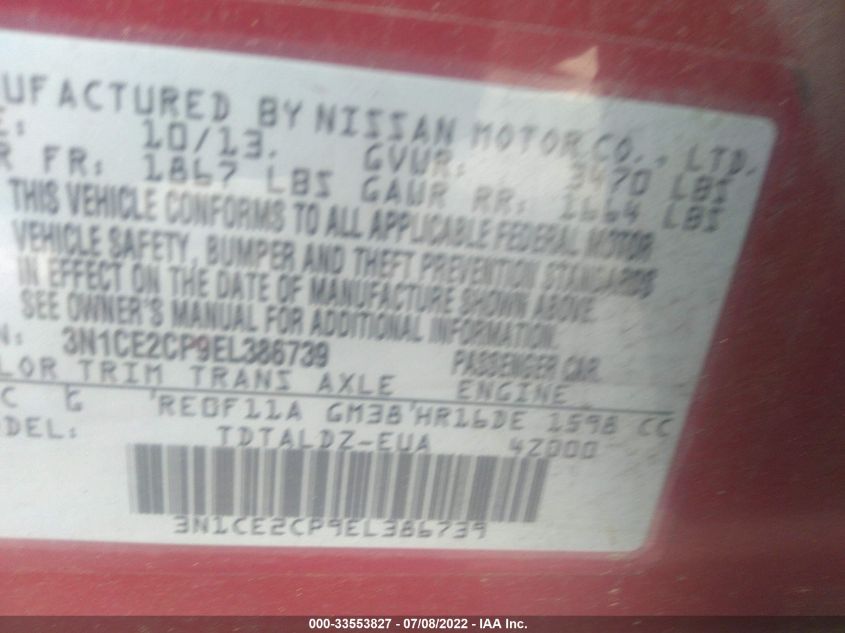 UFACTURED BY NISSAN MOTOR CO., LTD.
E: 10/13. GVWR: 3470 LBS
R FR: 1867 LBS GAWR RR: 1664 LBS
THIS VEHICLE CONFORMS TO ALL APPLICABLE FEDERAL MOTOR
VEHICLE SAFETY, BUMPER AND THEFT PREVENTION STANDARDS
IN EFFECT ON THE DATE OF MANUFACTURE SHOWN ABOVE.
SEE OWNER'S MANUAL FOR ADDITIONAL INFORMATION.
N: 3N1CE2CP9EL386739 PASSENGER CAR
LOR TRIM TRANS AXLE ENGINE
C G RE0F11A GM38 HR16DE 1598 CC
DEL: TDTALDZ-EUA 42000
3N1CE2CP9EL386739
000-33553827 - 07/08/2022 - IAA Inc.